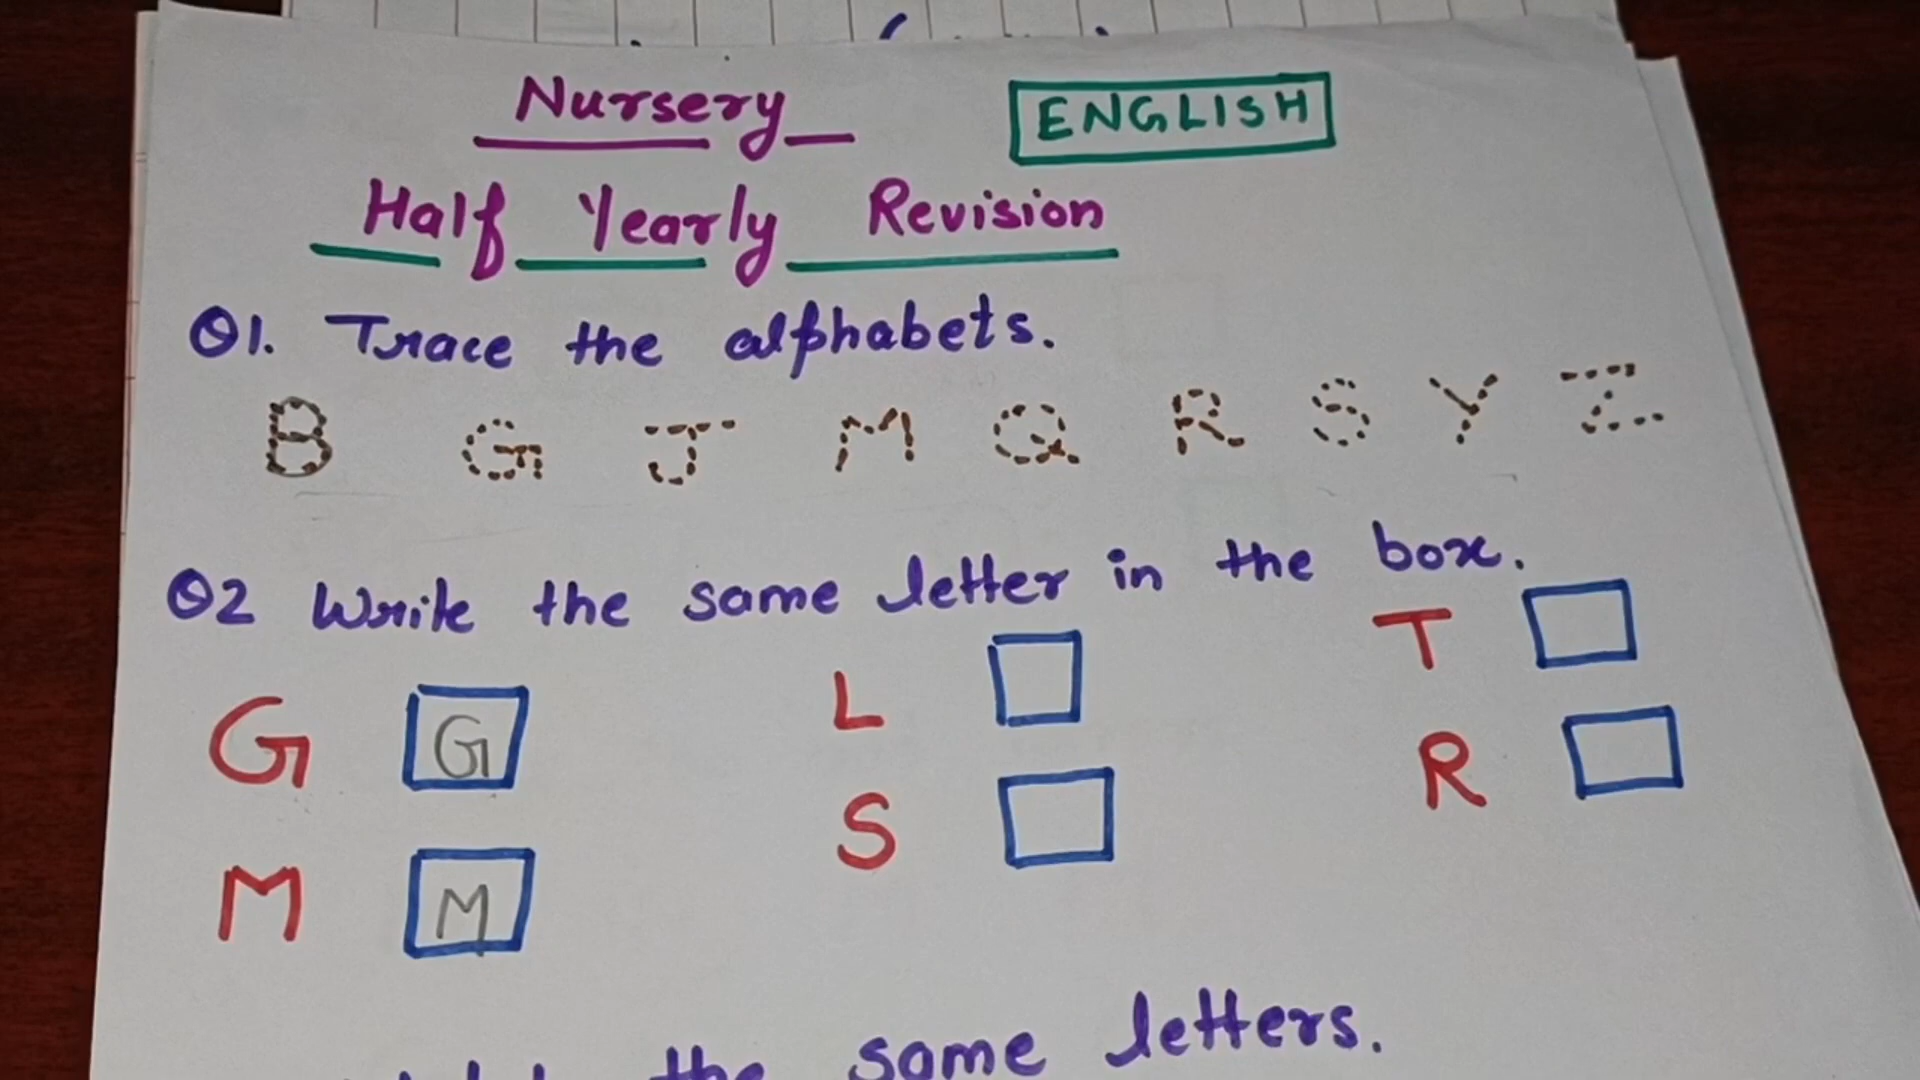 Nursery
ENGLISH
Half Yearly Revision
Q1. Trace the alphabets.
B G J M Q R S Y Z
Q2 Write the same letter in the box.
G G L T
M M S R
the same letters.